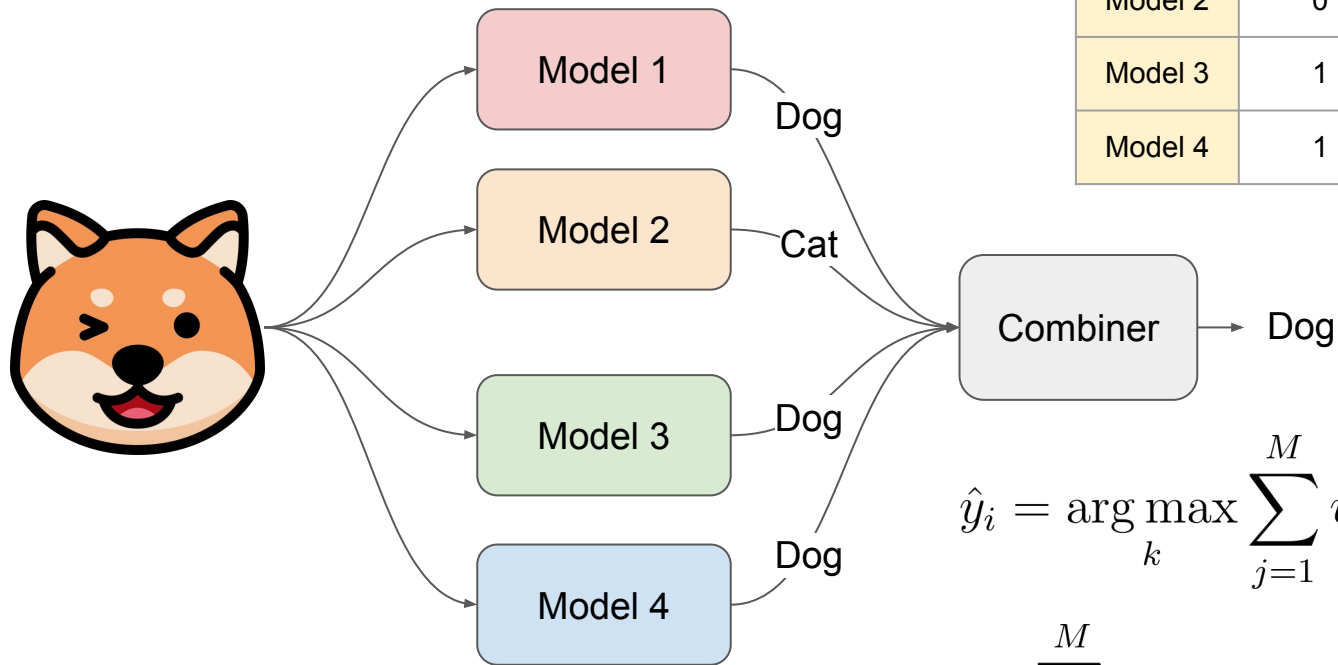 Model 1
Model 2
Model 3
Model 4
Dog
Cat
Dog
Dog
Combiner
Dog
Model 2 0
Model 3 1
Model 4 1
ŷ_i = arg max_k ∑_{j=1}^{M}
M